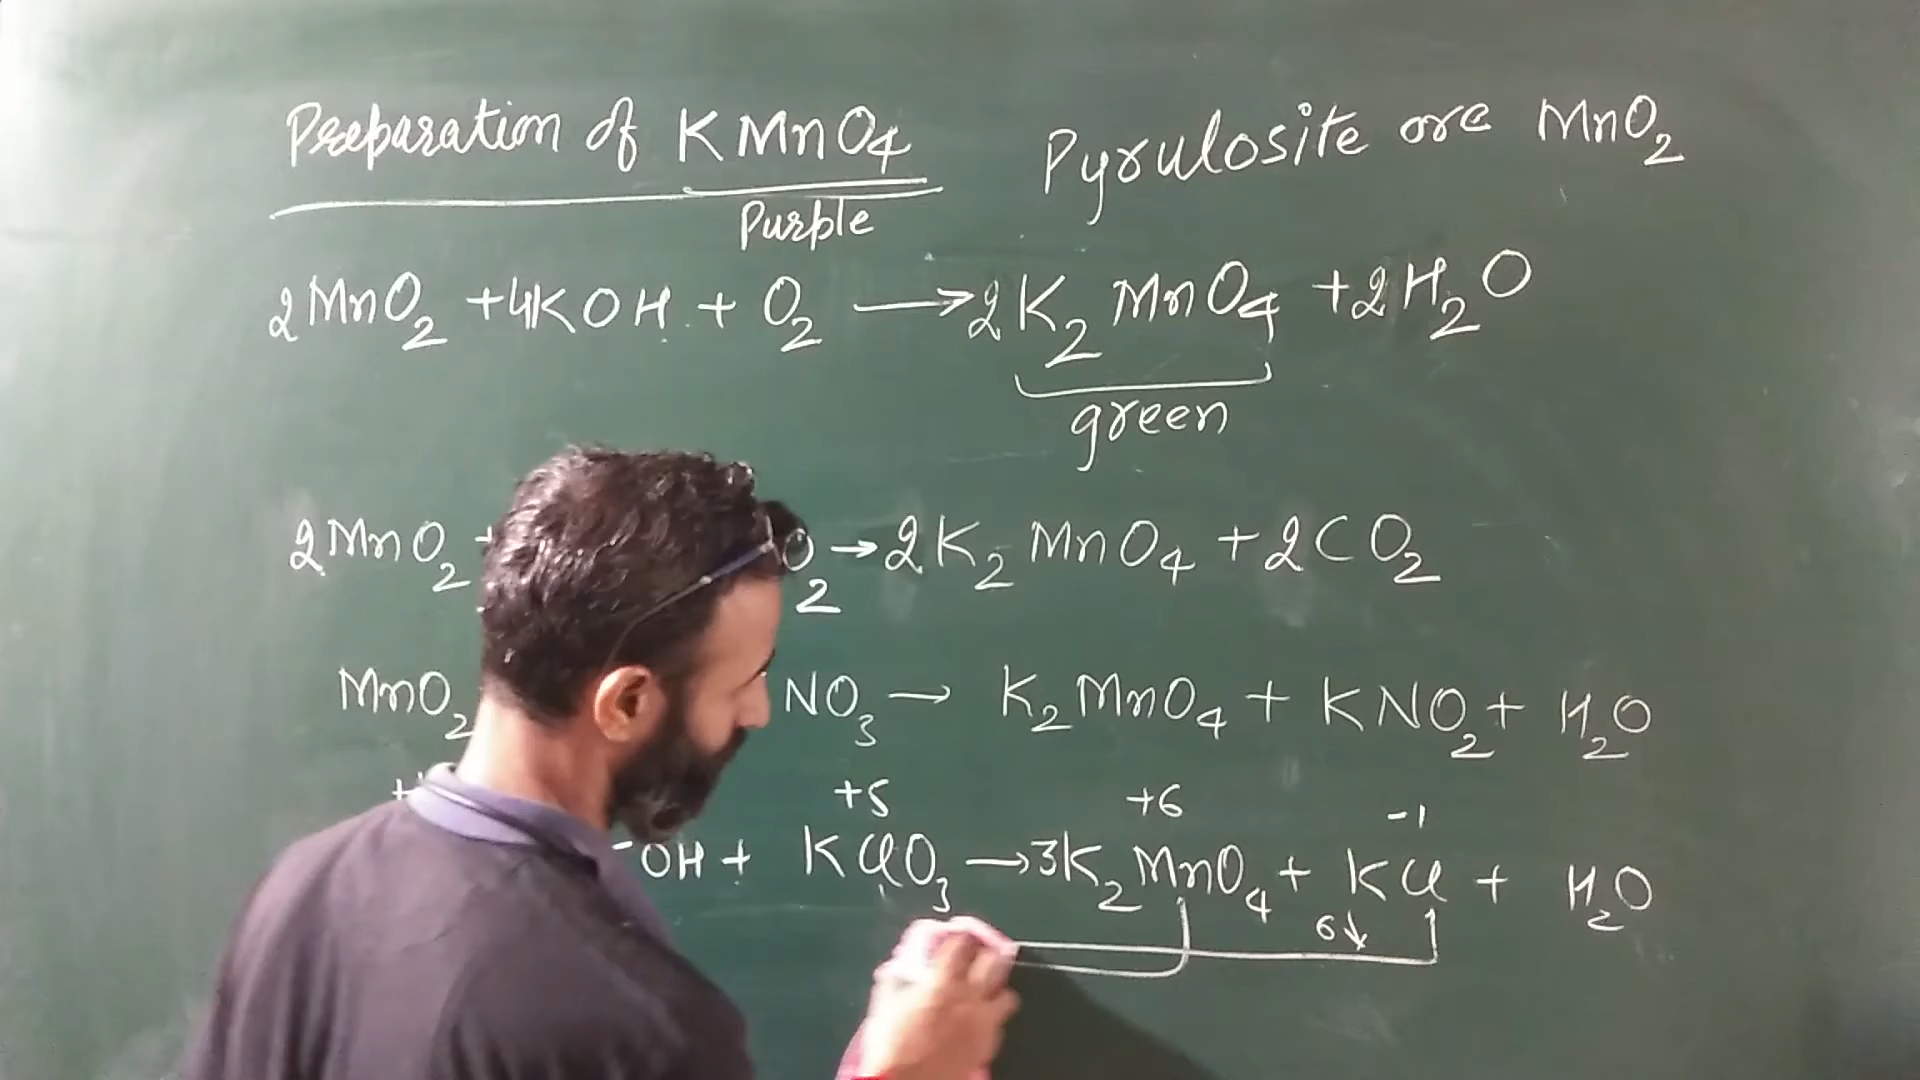 Preparation of KMnO4 Pyrulosite ore MnO2
Purple
2MnO2 +4KOH + O2 → 2K2MnO4 +2H2O
green
2MnO2 + O2 → 2K2MnO4 + 2CO2
MnO2 NO3 → K2MnO4 + KNO2 + H2O
+5 +6 -1
OH + KClO3 → 3K2MnO4 + KCl + H2O
6↓